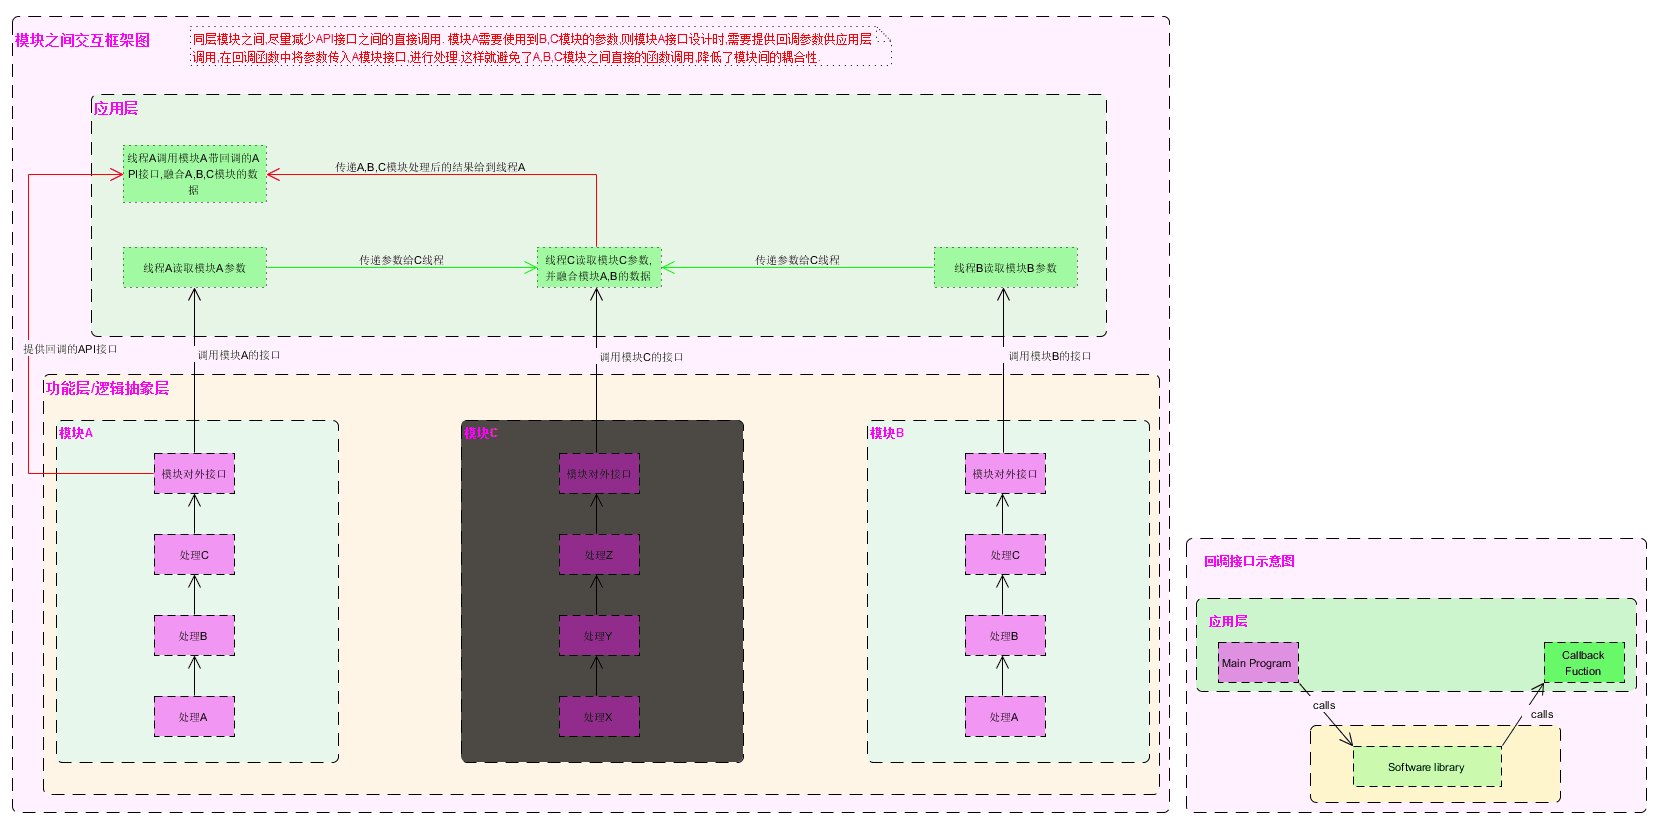 模块之间交互框架图
同层模块之间,尽量减少API接口之间的直接调用. 模块A需要使用到B,C模块的参数,则模块A接口设计时,需要提供回调参数供应用层
调用,在回调函数中将参数传入A模块接口,进行处理.这样就避免了A,B,C模块之间直接的函数调用,降低了模块间的耦合性.
应用层
线程A调用模块A带回调的A
PI接口,融合A,B,C模块的数
据
传递A,B,C模块处理后的结果给到线程A
线程A读取模块A参数
传递参数给C线程
线程C读取模块C参数,
并融合模块A,B的数据
传递参数给C线程
线程B读取模块B参数
提供回调的API接口
调用模块A的接口
调用模块C的接口
调用模块B的接口
功能层/逻辑抽象层
模块A
模块对外接口
处理C
处理B
处理A
模块C
模块对外接口
处理Z
处理Y
处理X
模块B
模块对外接口
处理C
处理B
处理A
回调接口示意图
应用层
Main Program
Callback
Fuction
calls
calls
Software library